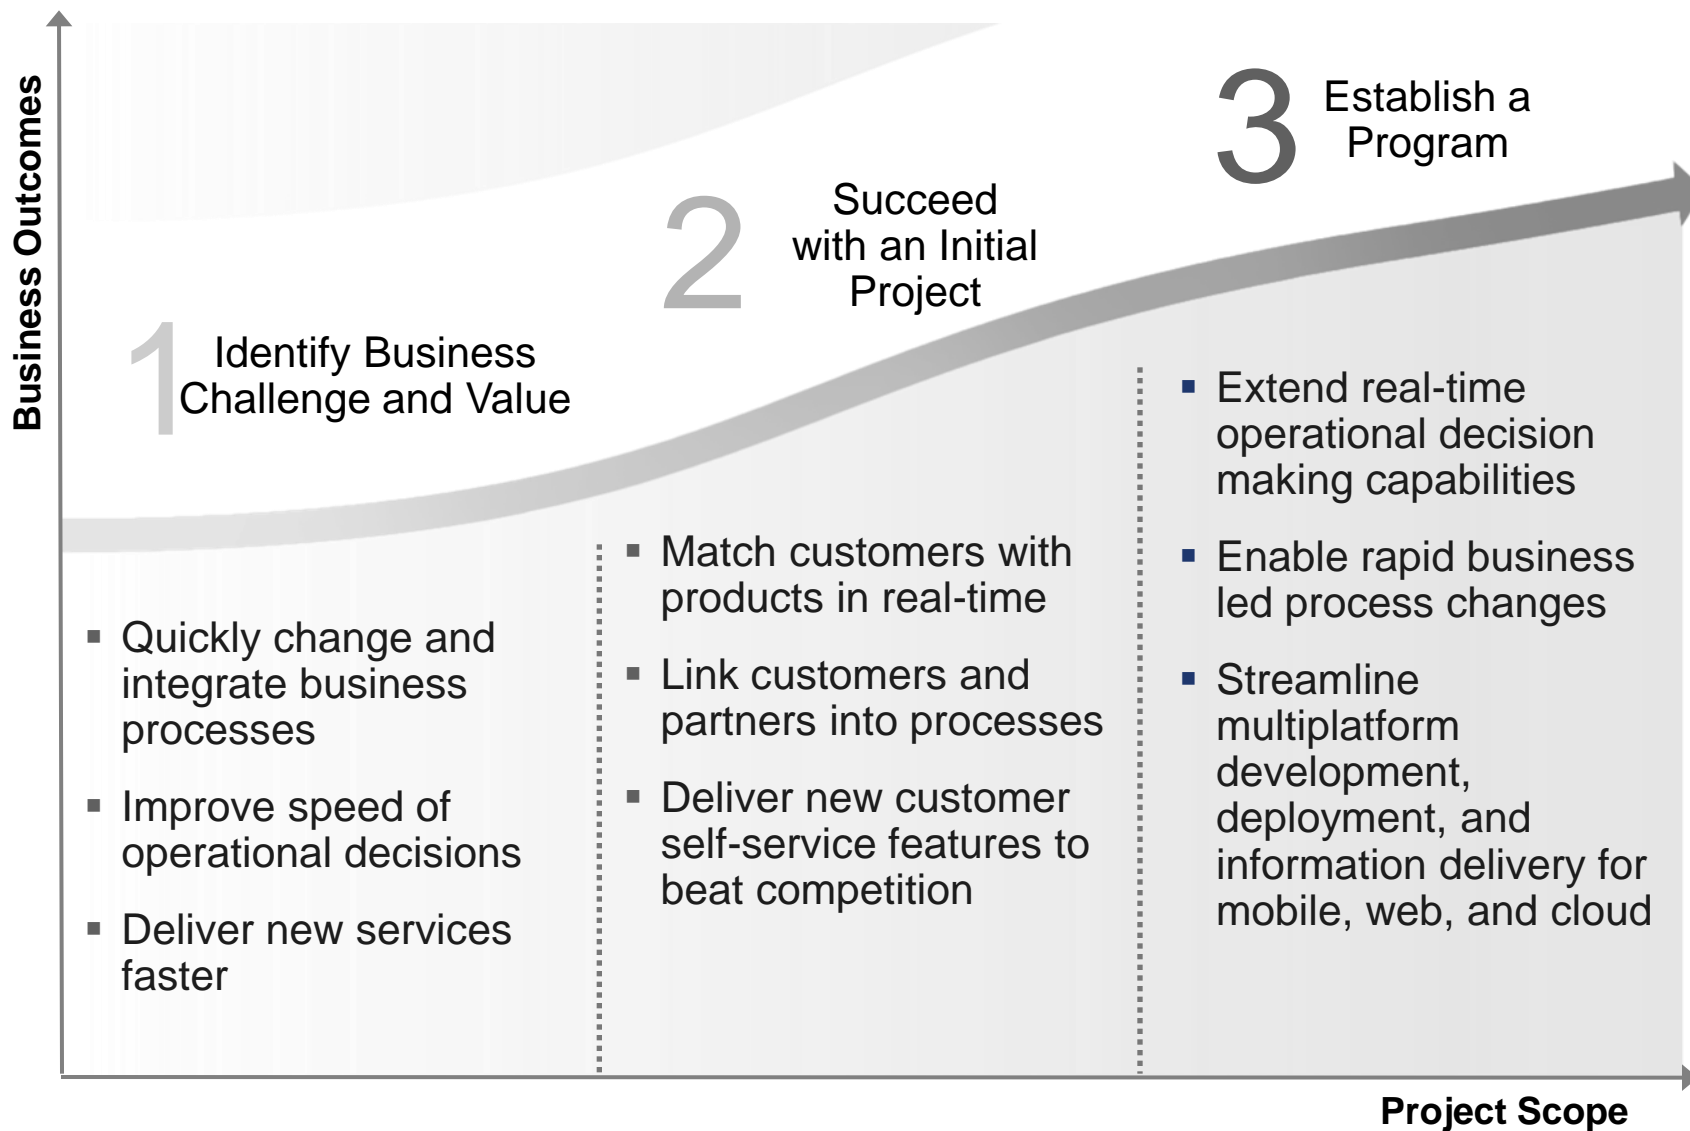 Business Outcomes
1
Identify Business
Challenge and Value
▪ Quickly change and
integrate business
processes
▪ Improve speed of
operational decisions
▪ Deliver new services
faster
2
Succeed
with an Initial
Project
▪ Match customers with
products in real-time
▪ Link customers and
partners into processes
▪ Deliver new customer
self-service features to
beat competition
3
Establish a
Program
▪ Extend real-time
operational decision
making capabilities
▪ Enable rapid business
led process changes
▪ Streamline
multiplatform
development,
deployment, and
information delivery for
mobile, web, and cloud
Project Scope